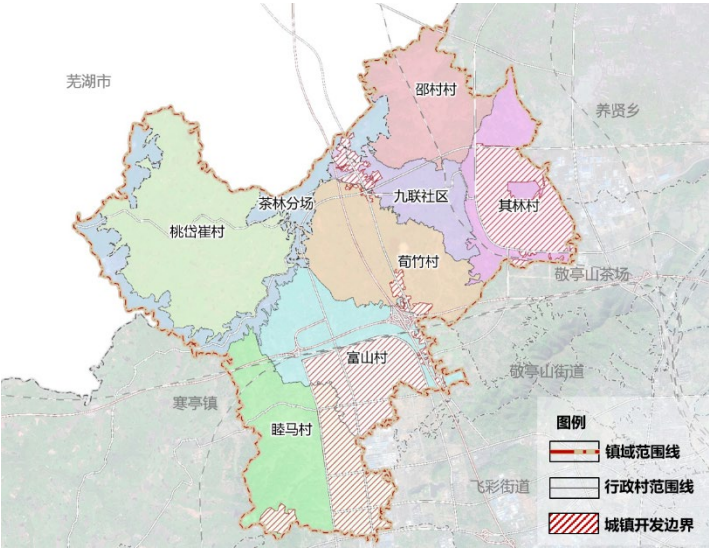 芜湖市
邵村村
养贤乡
九联社区
茶林分场
其林村
桃岱崔村
荀竹村
敬亭山茶场
富山村
敬亭山街道
寒亭镇
睦马村
飞彩街道
图例
镇域范围线
行政村范围线
城镇开发边界